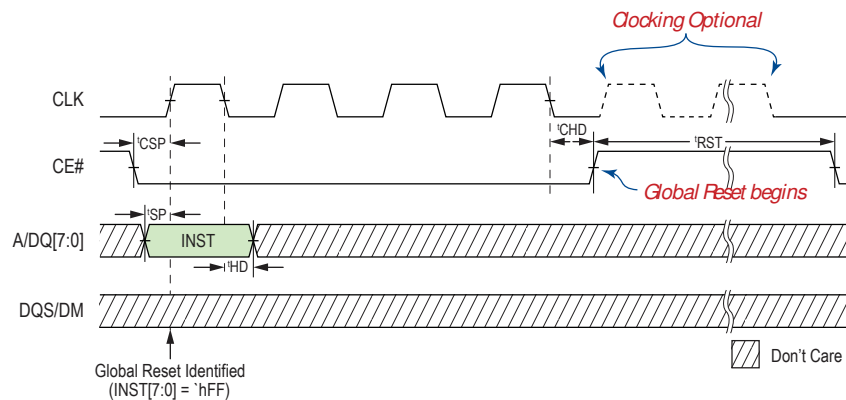 Clocking Optional
CLK
tCSP
tCHD
tRST
CE#
Global Reset begins
tSP
A/DQ[7:0]
INST
tHD
DQS/DM
Don't Care
Global Reset Identified
(INST[7:0] = `hFF)